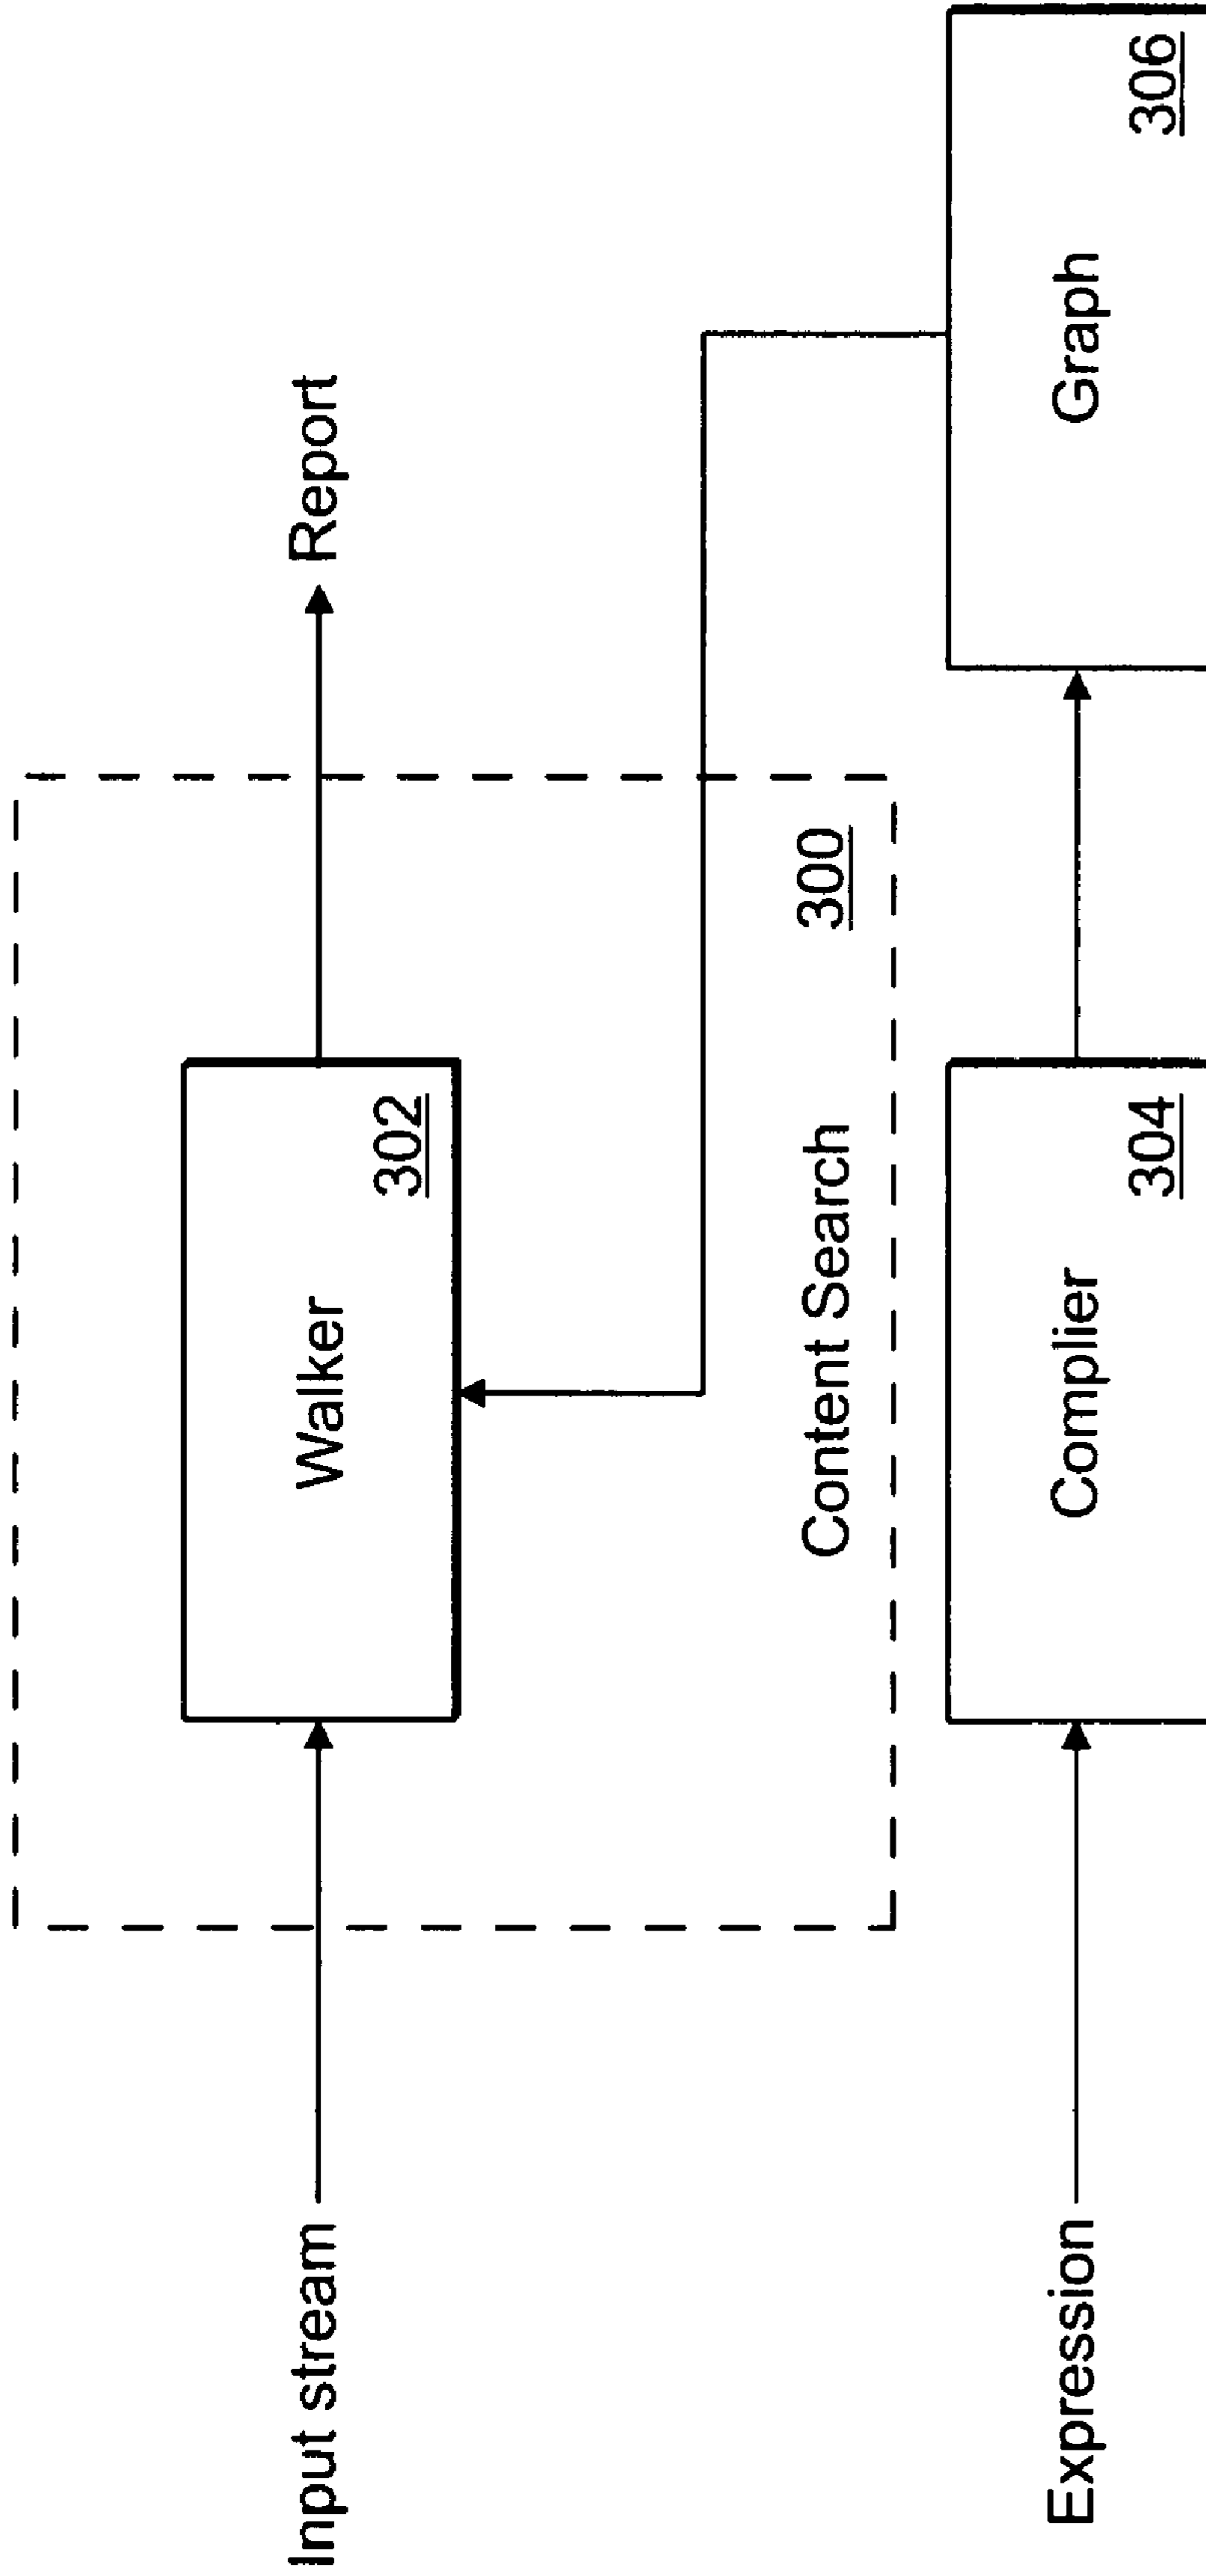 Input stream
Walker
302
Report
Content Search
300
Expression
Complier
304
Graph
306